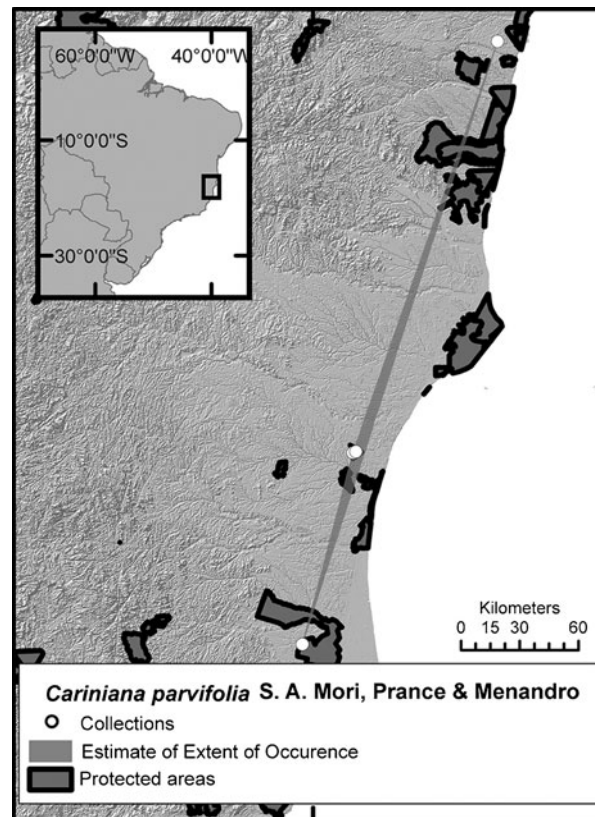 60°0'0"W 40°0'0"W
10°0'0"S
30°0'0"S
Kilometers
0 15 30 60
Cariniana parvifolia S. A. Mori, Prance & Menandro
Collections
Estimate of Extent of Occurence
Protected areas